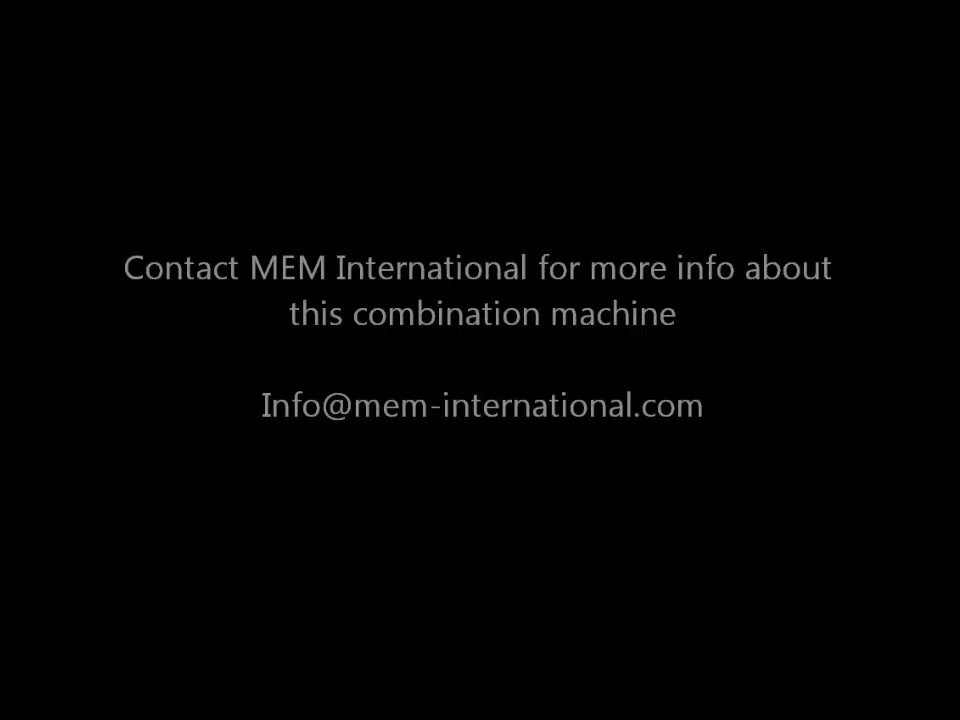 Contact MEM International for more info about
this combination machine
Info@mem-international.com